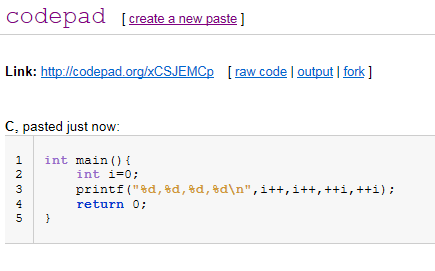 codepad [ create a new paste ]
Link: http://codepad.org/xCSJEMCp [ raw code | output | fork ]
C, pasted just now:
1 int main(){
2     int i=0;
3     printf("%d,%d,%d,%d\n",i++,i++,++i,++i);
4     return 0;
5 }